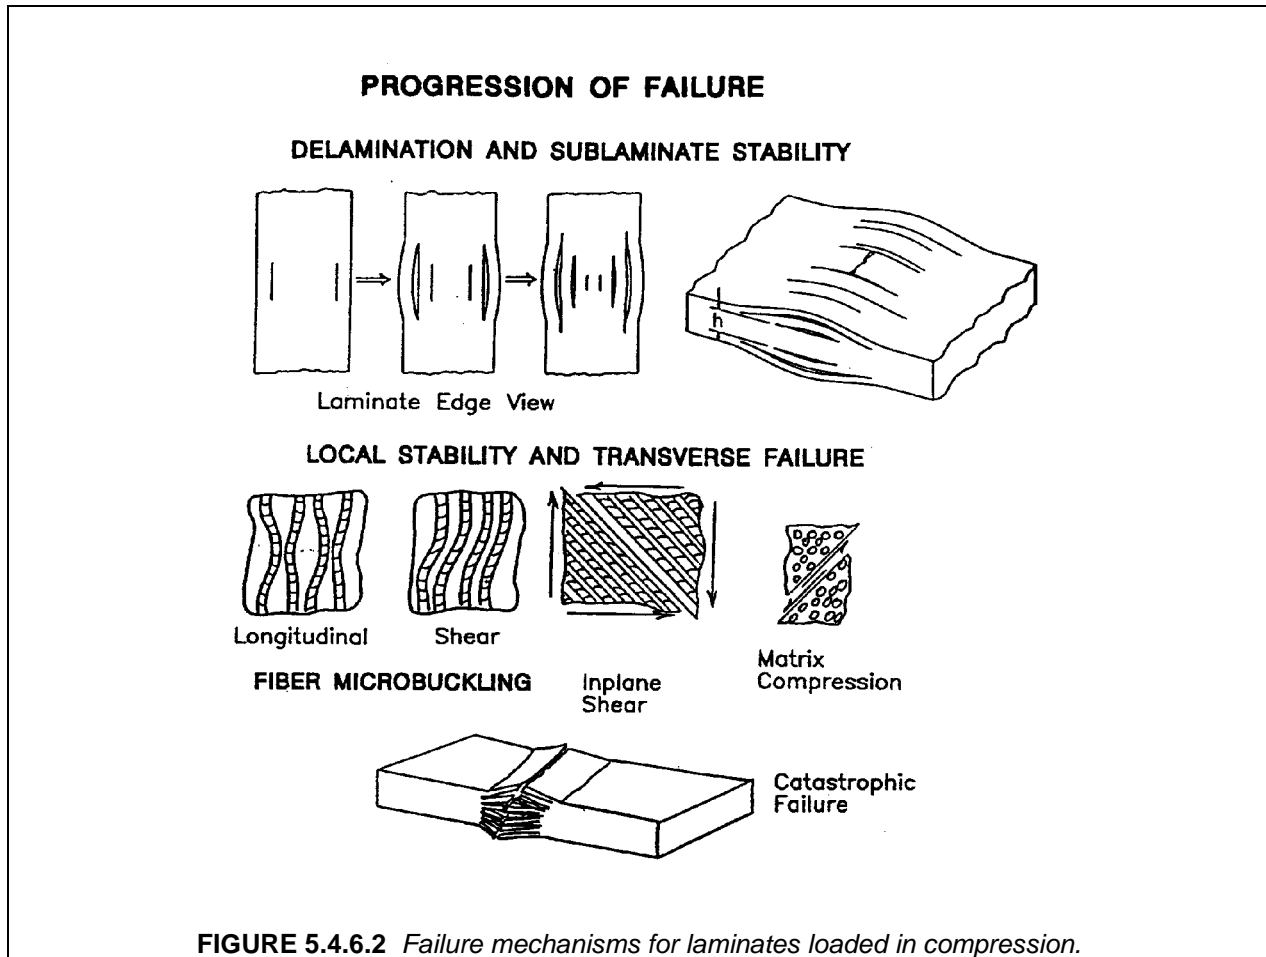 PROGRESSION OF FAILURE
DELAMINATION AND SUBLAMINATE STABILITY
h
Laminate Edge View
LOCAL STABILITY AND TRANSVERSE FAILURE
Longitudinal
Shear
FIBER MICROBUCKLING
Inplane
Shear
Matrix
Compression
Catastrophic
Failure
FIGURE 5.4.6.2 Failure mechanisms for laminates loaded in compression.